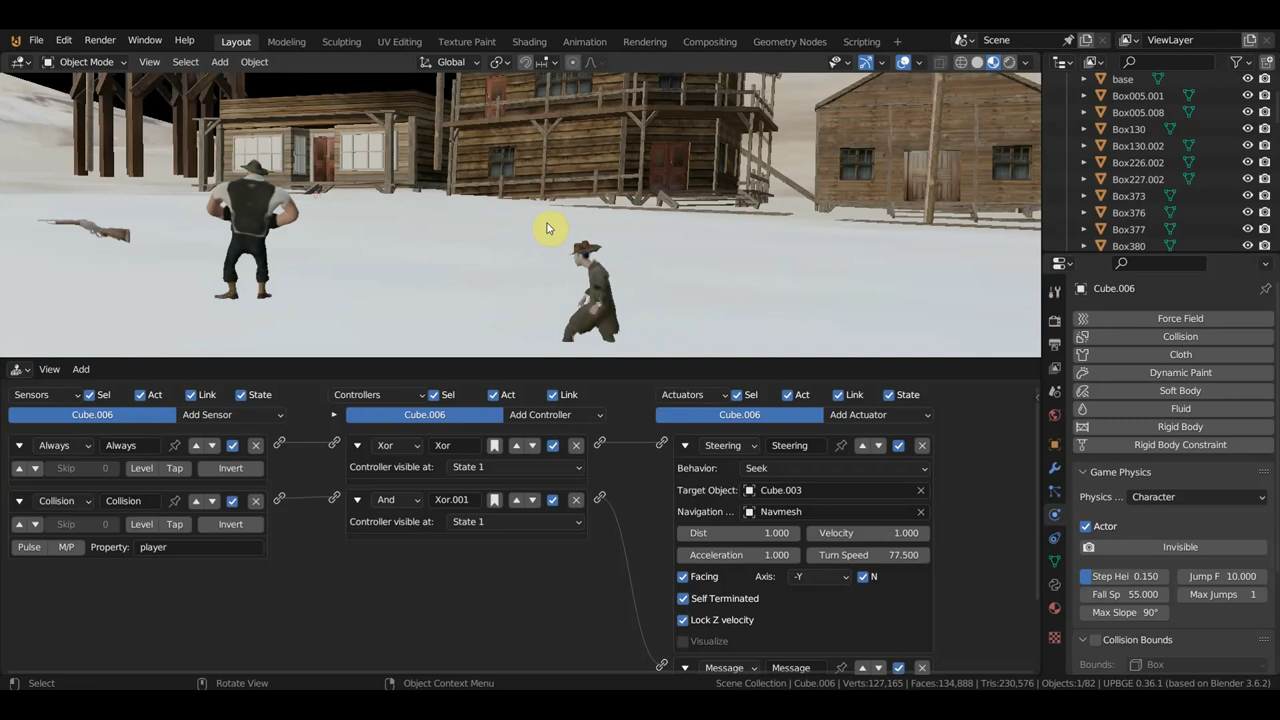 File Edit Render Window Help Layout Modeling Sculpting UV Editing Texture Paint Shading Animation Rendering Compositing Geometry Nodes Scripting + Scene ViewLayer
Object Mode View Select Add Object Global
base
Box005.001
Box005.008
Box130
Box130.002
Box226.002
Box227.002
Box373
Box376
Box377
Box380
Cube.006
Force Field
Collision
Cloth
Dynamic Paint
Soft Body
Fluid
Rigid Body
Rigid Body Constraint
Game Physics
Physics ... Character
Actor
Invisible
Step Hei 0.150 Jump F 10.000
Fall Sp 55.000 Max Jumps 1
Max Slope 90°
Collision Bounds
Bounds: Box
View Add
Sensors Sel Act Link State Controllers Sel Act Link Actuators Sel Act Link State
Cube.006 Add Sensor Cube.006 Add Controller Cube.006 Add Actuator
Always Always Xor Xor Steering Steering
Skip 0 Level Tap Invert Controller visible at: State 1 Behavior: Seek
Target Object: Cube.003
Collision Collision And Xor.001
Navigation ... Navmesh
Skip 0 Level Tap Invert Controller visible at: State 1
Dist 1.000 Velocity 1.000
Pulse M/P Property: player
Acceleration 1.000 Turn Speed 77.500
Facing Axis: -Y N
Self Terminated
Lock Z velocity
Visualize
Message Message
Select Rotate View Object Context Menu Scene Collection | Cube.006 | Verts:127,165 | Faces:134,888 | Tris:230,576 | Objects:1/82 | UPBGE 0.36.1 (based on Blender 3.6.2)